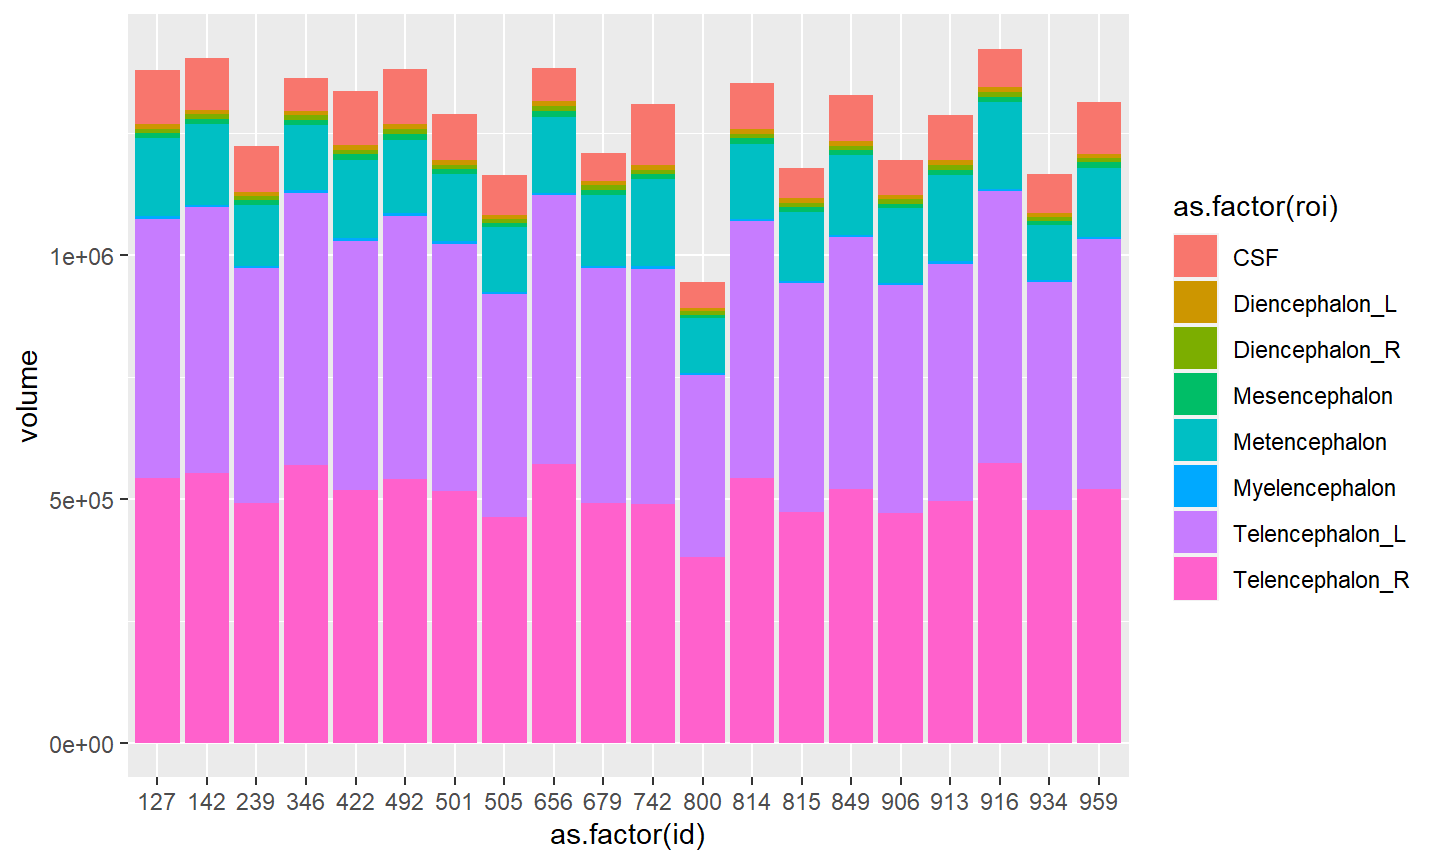 volume
1e+06
5e+05
0e+00
127 142 239 346 422 492 501 505 656 679 742 800 814 815 849 906 913 916 934 959
as.factor(id)
as.factor(roi)
CSF
Diencephalon_L
Diencephalon_R
Mesencephalon
Metencephalon
Myelencephalon
Telencephalon_L
Telencephalon_R